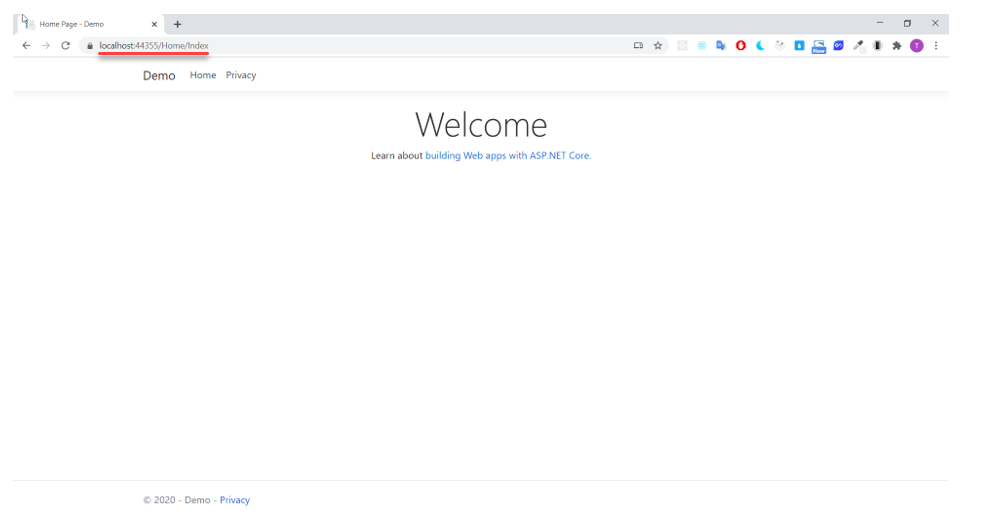 Home Page - Demo
localhost:44355/Home/Index
New
T
Demo Home Privacy
Welcome
Learn about building Web apps with ASP.NET Core.
© 2020 - Demo - Privacy